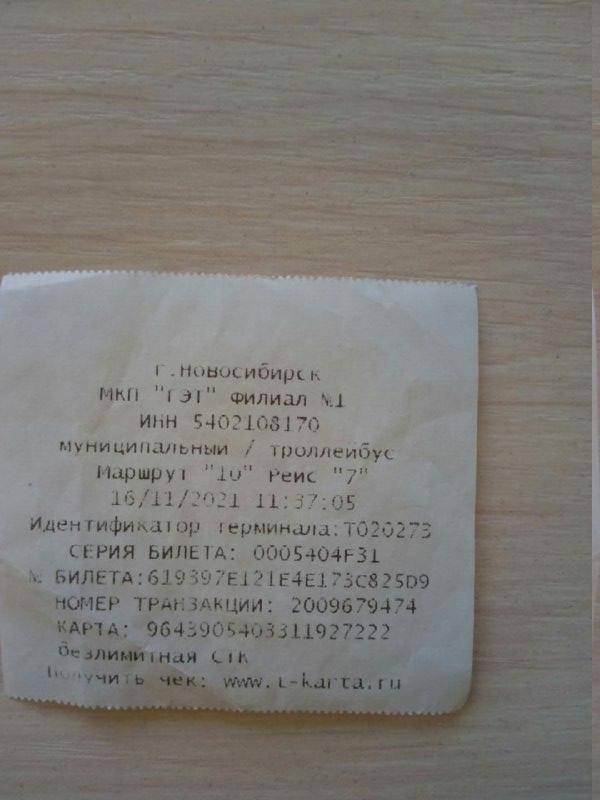 г.Новосибирск
МКП "ГЭТ" Филиал №1
ИНН 5402108170
муниципальный / троллейбус
Маршрут "10" Рейс "7"
16/11/2021 11:37:05
Идентификатор терминала:T020273
СЕРИЯ БИЛЕТА: 0005404F31
№ БИЛЕТА:619397E121E4E173C825D9
НОМЕР ТРАНЗАКЦИИ: 2009679474
КАРТА: 9643905403311927222
безлимитная СТК
Получить чек: www.t-karta.ru